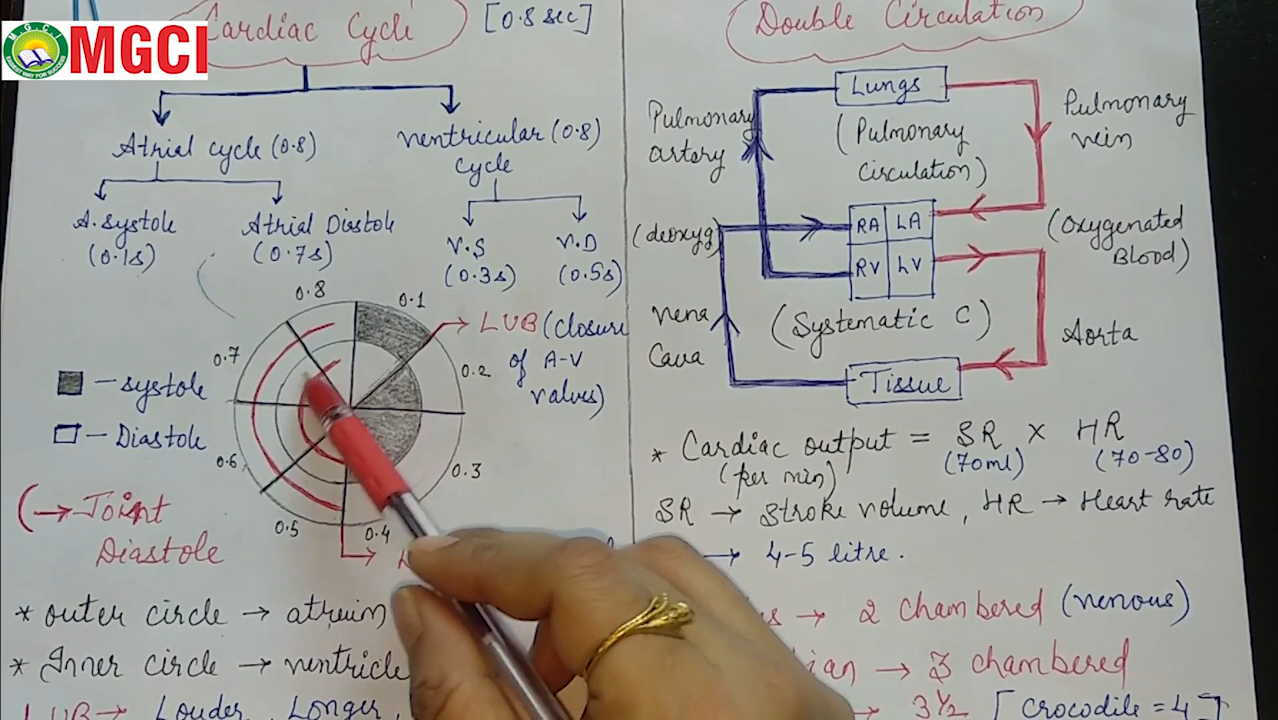 MGCI
M.G.C.I
Cardiac Cycle [0.8 sec]
Atrial cycle (0.8)
ventricular (0.8)
cycle
A.systole
(0.1s)
Atrial Diastole
(0.7s)
V.S
(0.3s)
V.D
(0.5s)
0.8
0.1
0.7
0.2
0.6
0.3
0.5
0.4
LUB (closure
of A-V
valves)
— systole
— Diastole
( → Joint
Diastole
* outer circle → atreim
* Inner circle → ventricle
LUB → Louder, Longer,
Double Circulation
Lungs
(Pulmonary
circulation)
Pulmonary
artery
Pulmonary
vein
(deoxyg)
RA LA
RV LV
(Oxygenated
Blood)
(Systematic C)
Vena
Cava
Aorta
Tissue
* Cardiac output = SR × HR
(per min) (70ml) (70-80)
SR → Stroke volume, HR → Heart rate
→ 4-5 litre.
→ 2 chambered (venous)
→ 3 chambered
→ 3½ [crocodile = 4]